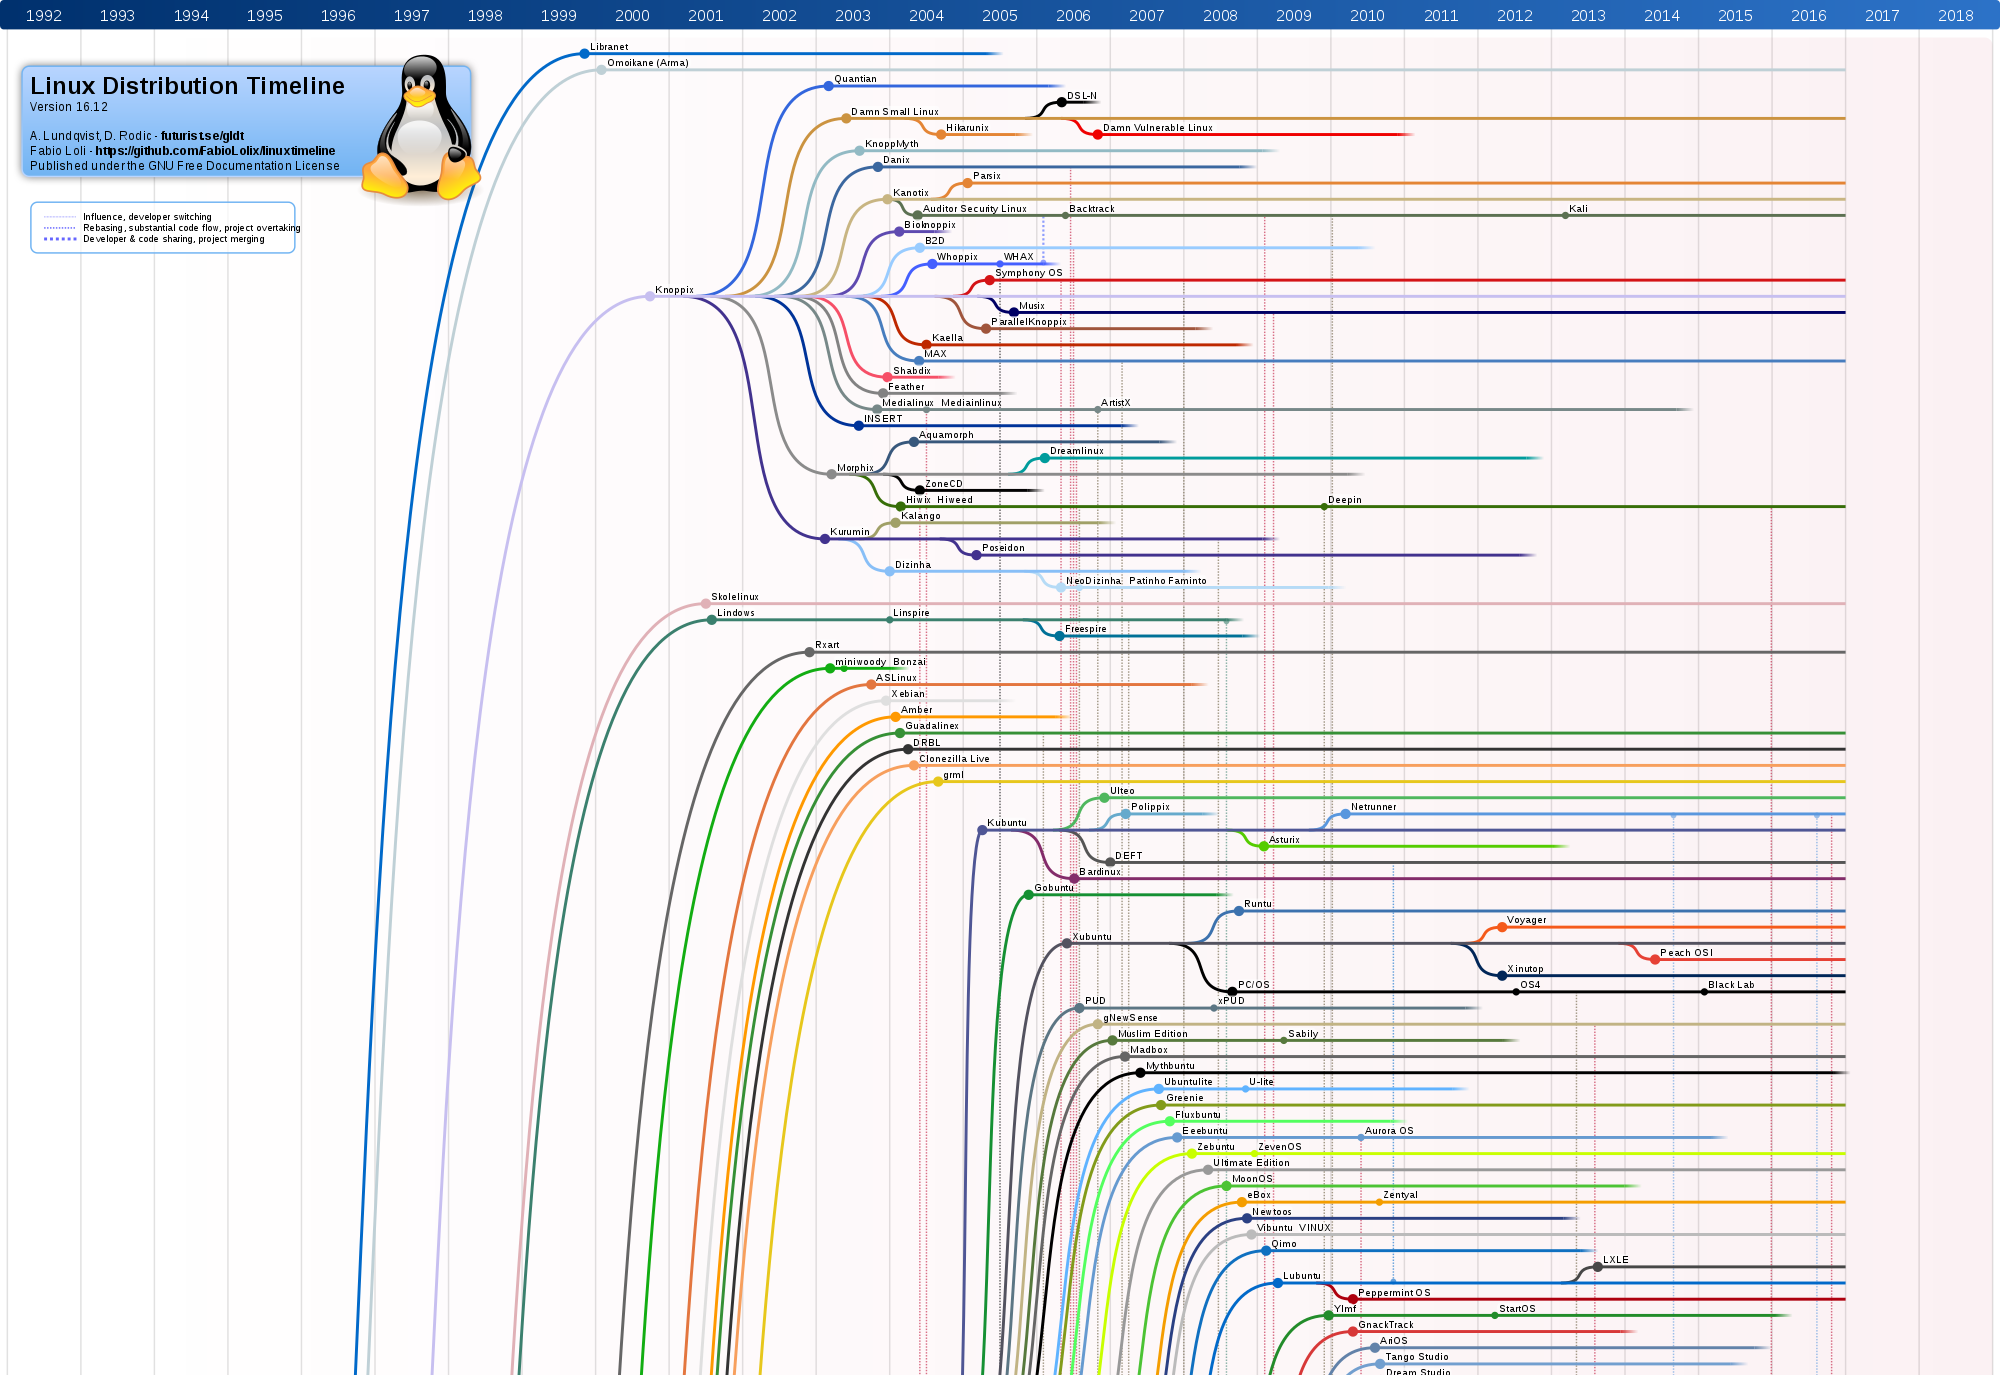 1992 1993 1994 1995 1996 1997 1998 1999 2000 2001 2002 2003 2004 2005 2006 2007 2008 2009 2010 2011 2012 2013 2014 2015 2016 2017 2018
Linux Distribution Timeline
Version 16.12
A. Lundqvist, D. Rodic - futurist.se/gldt
Fabio Loli - https://github.com/FabioLolix/linuxtimeline
Published under the GNU Free Documentation License
Influence, developer switching
Rebasing, substantial code flow, project overtaking
Developer & code sharing, project merging
Libranet
Omoikane (Arma)
Quantian
DSL-N
Damn Small Linux
Hikarunix Damn Vulnerable Linux
KnoppMyth
Danix
Parsix
Kanotix
Auditor Security Linux Backtrack Kali
Bioknoppix
B2D
Whoppix WHAX
Symphony OS
Knoppix
Musix
ParallelKnoppix
Kaella
MAX
Shabdix
Feather
Medialinux Mediainlinux ArtistX
INSERT
Aquamorph
Dreamlinux
Morphix
ZoneCD
Hiwix Hiweed Deepin
Kalango
Kurumin
Poseidon
Dizinha
NeoDizinha Patinho Faminto
Skolelinux
Lindows Linspire
Freespire
Rxart
miniwoody Bonzai
ASLinux
Xebian
Amber
Guadalinex
DRBL
Clonezilla Live
grml
Ulteo
Polippix Netrunner
Kubuntu
Asturix
DEFT
Bardinux
Gobuntu
Runtu
Voyager
Xubuntu
Peach OSI
Xinutop
PC/OS OS4 Black Lab
PUD xPUD
gNewSense
Muslim Edition Sabily
Madbox
Mythbuntu
Ubuntulite U-lite
Greenie
Fluxbuntu
Eeebuntu Aurora OS
Zebuntu ZevenOS
Ultimate Edition
MoonOS
eBox Zentyal
Newtoos
Vibuntu VINUX
Qimo
LXLE
Lubuntu
Peppermint OS
Ylmf StartOS
GnackTrack
AriOS
Tango Studio
Dream Studio